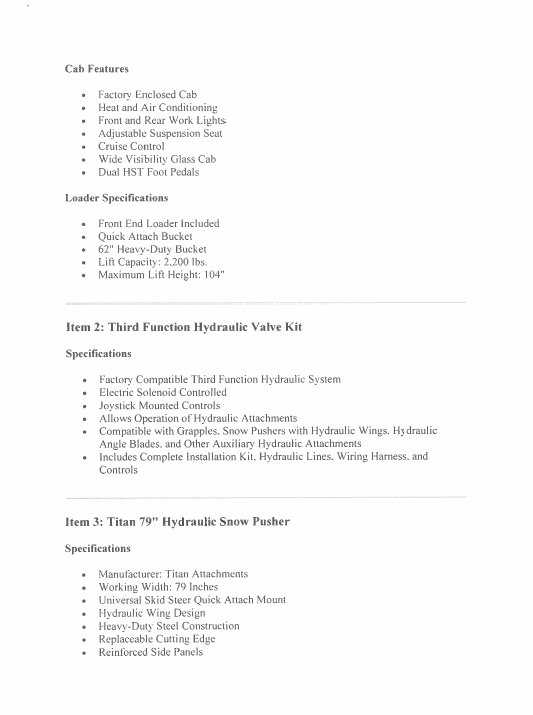 Cab Features
• Factory Enclosed Cab
• Heat and Air Conditioning
• Front and Rear Work Lights
• Adjustable Suspension Seat
• Cruise Control
• Wide Visibility Glass Cab
• Dual HST Foot Pedals
Loader Specifications
• Front End Loader Included
• Quick Attach Bucket
• 62" Heavy-Duty Bucket
• Lift Capacity: 2,200 lbs.
• Maximum Lift Height: 104"
Item 2: Third Function Hydraulic Valve Kit
Specifications
• Factory Compatible Third Function Hydraulic System
• Electric Solenoid Controlled
• Joystick Mounted Controls
• Allows Operation of Hydraulic Attachments
• Compatible with Grapples, Snow Pushers with Hydraulic Wings, Hydraulic
Angle Blades, and Other Auxiliary Hydraulic Attachments
• Includes Complete Installation Kit, Hydraulic Lines, Wiring Harness, and
Controls
Item 3: Titan 79" Hydraulic Snow Pusher
Specifications
• Manufacturer: Titan Attachments
• Working Width: 79 Inches
• Universal Skid Steer Quick Attach Mount
• Hydraulic Wing Design
• Heavy-Duty Steel Construction
• Replaceable Cutting Edge
• Reinforced Side Panels